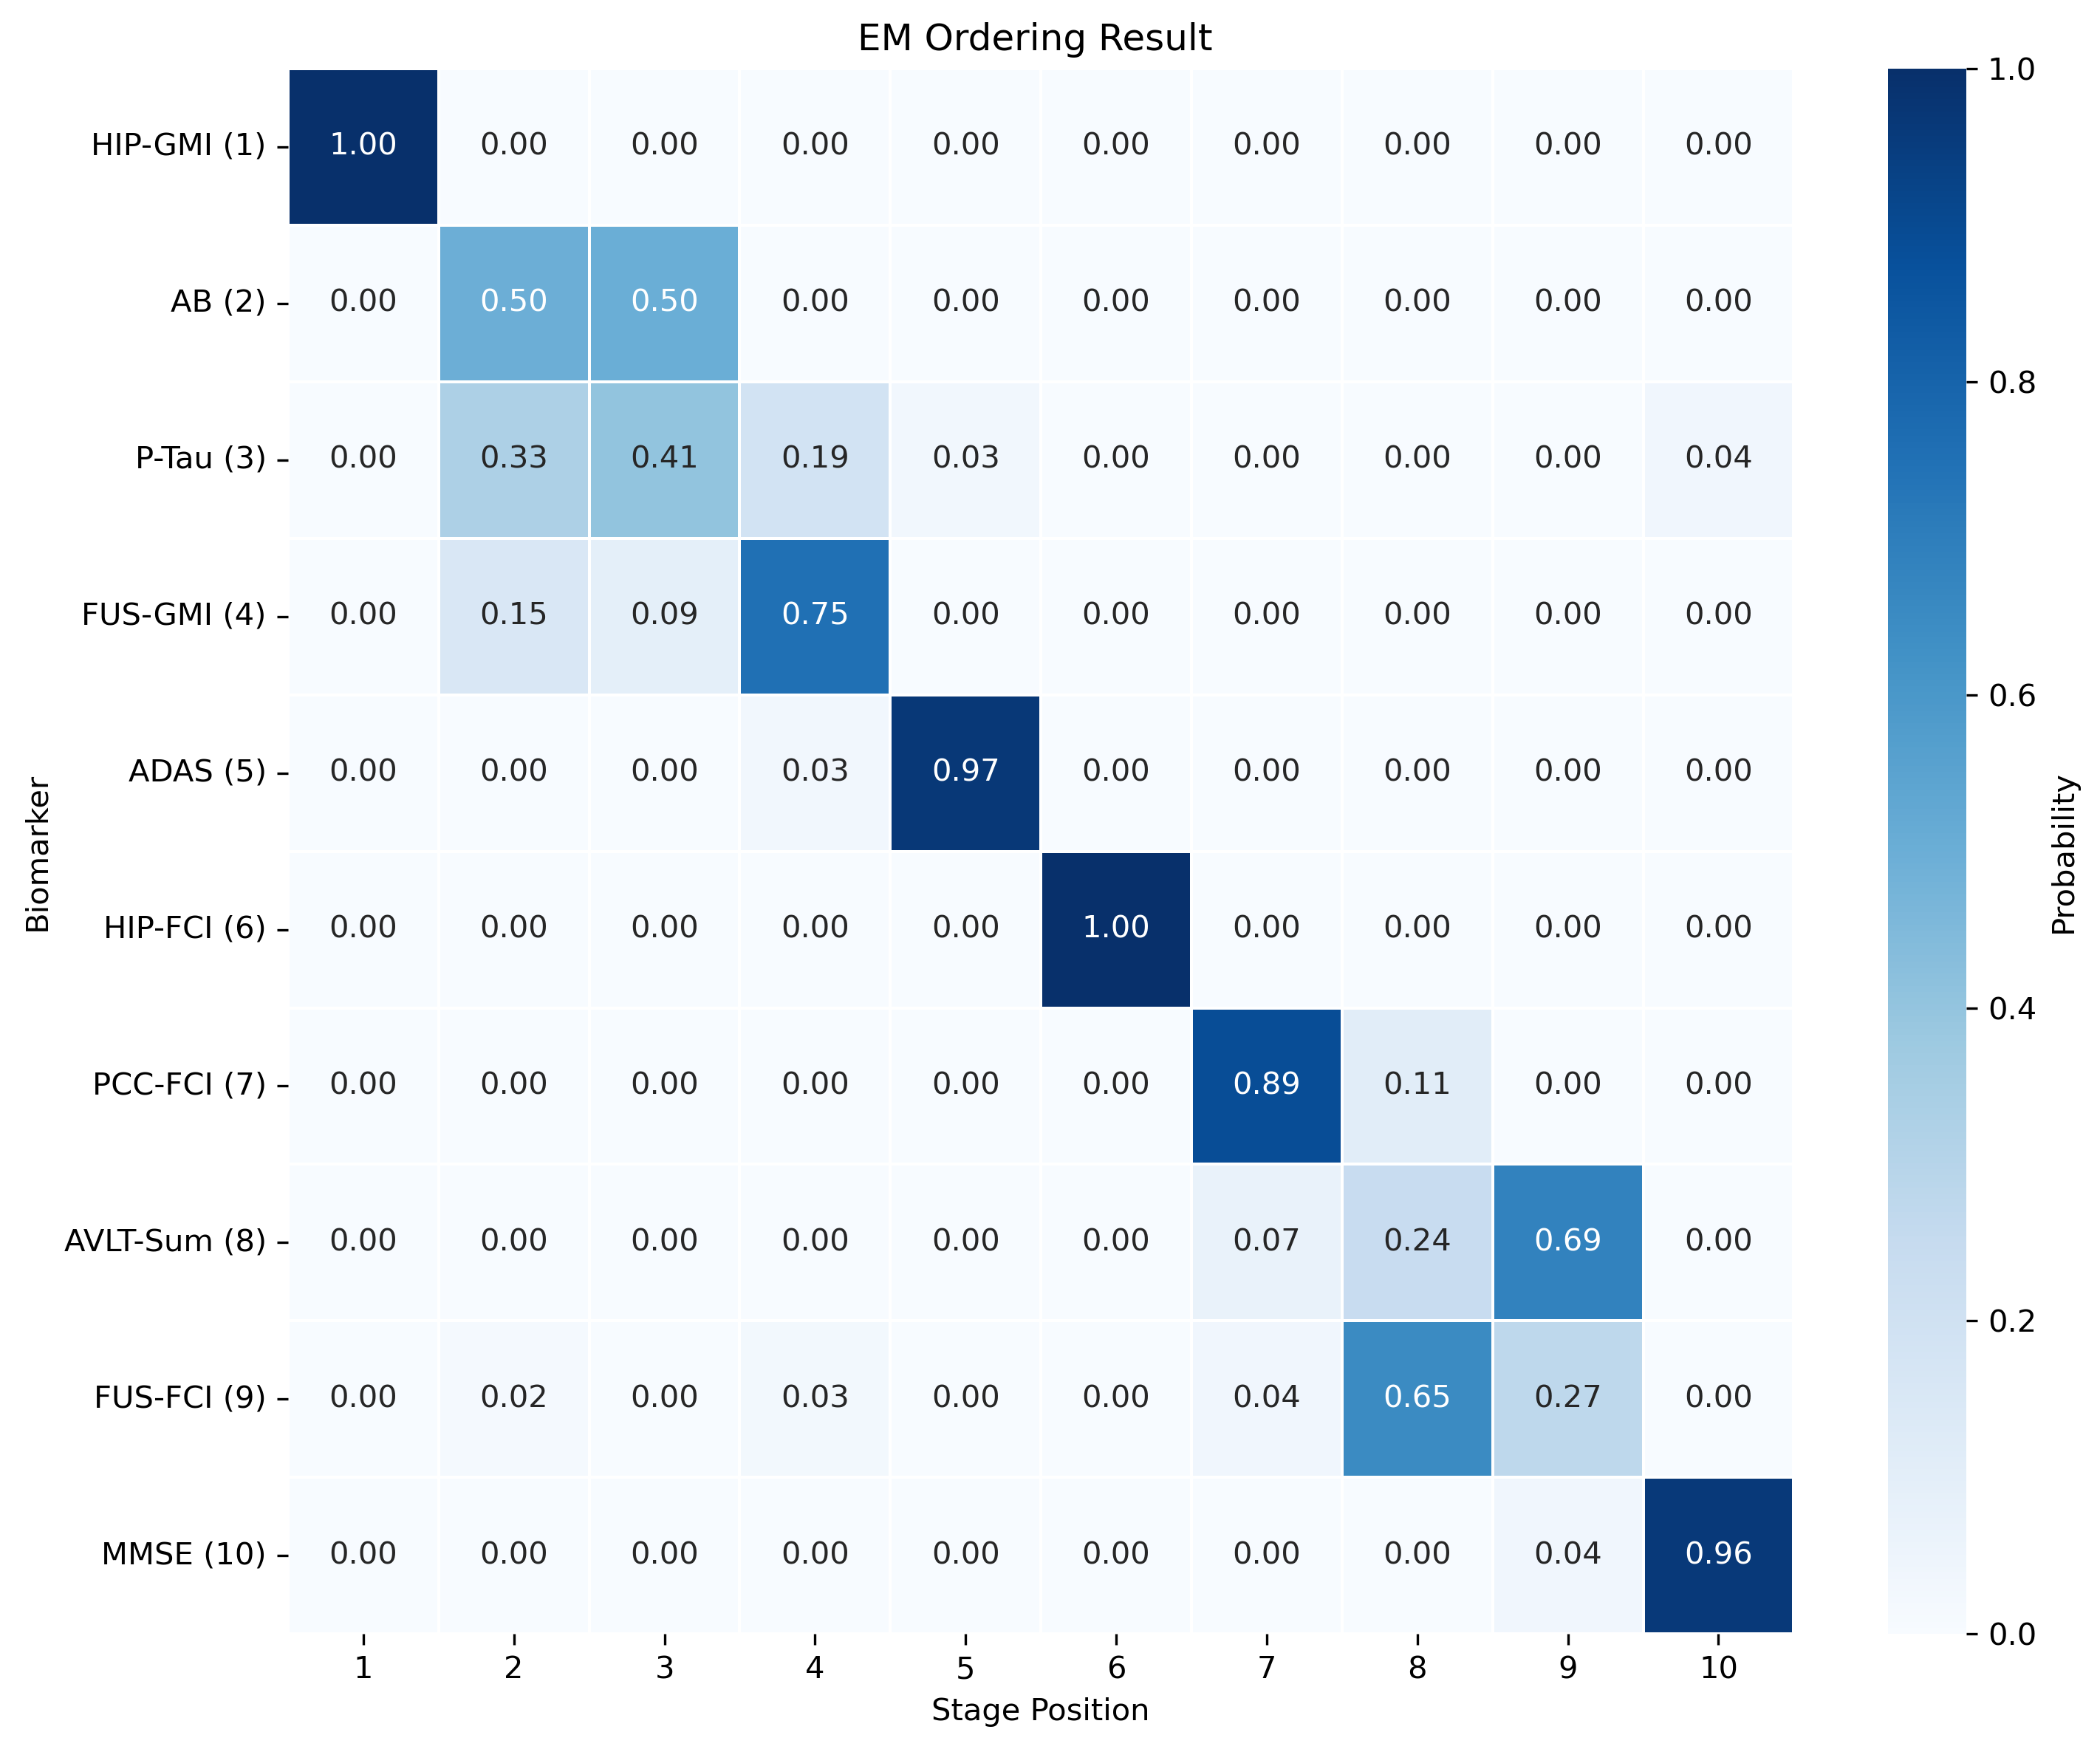 EM Ordering Result
HIP-GMI (1) 1.00 0.00 0.00 0.00 0.00 0.00 0.00 0.00 0.00 0.00
AB (2) 0.00 0.50 0.50 0.00 0.00 0.00 0.00 0.00 0.00 0.00
P-Tau (3) 0.00 0.33 0.41 0.19 0.03 0.00 0.00 0.00 0.00 0.04
FUS-GMI (4) 0.00 0.15 0.09 0.75 0.00 0.00 0.00 0.00 0.00 0.00
ADAS (5) 0.00 0.00 0.00 0.03 0.97 0.00 0.00 0.00 0.00 0.00
HIP-FCI (6) 0.00 0.00 0.00 0.00 0.00 1.00 0.00 0.00 0.00 0.00
PCC-FCI (7) 0.00 0.00 0.00 0.00 0.00 0.00 0.89 0.11 0.00 0.00
AVLT-Sum (8) 0.00 0.00 0.00 0.00 0.00 0.00 0.07 0.24 0.69 0.00
FUS-FCI (9) 0.00 0.02 0.00 0.03 0.00 0.00 0.04 0.65 0.27 0.00
MMSE (10) 0.00 0.00 0.00 0.00 0.00 0.00 0.00 0.00 0.04 0.96
1 2 3 4 5 6 7 8 9 10
Stage Position
Biomarker
1.0
0.8
0.6
0.4
0.2
0.0
Probability